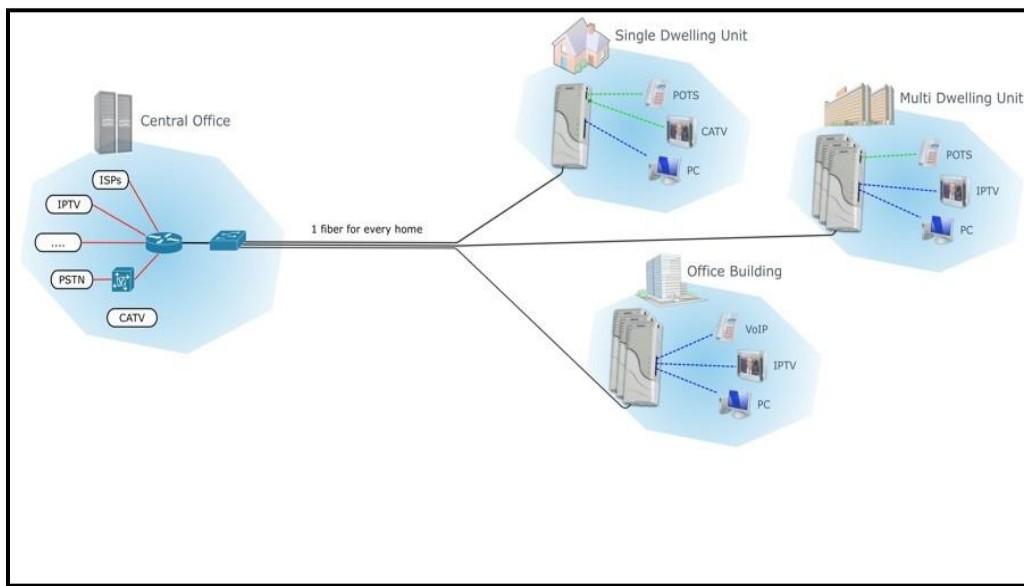 Single Dwelling Unit
POTS
CATV
PC
Multi Dwelling Unit
POTS
IPTV
PC
Central Office
ISPs
IPTV
....
PSTN
CATV
1 fiber for every home
Office Building
VoIP
IPTV
PC